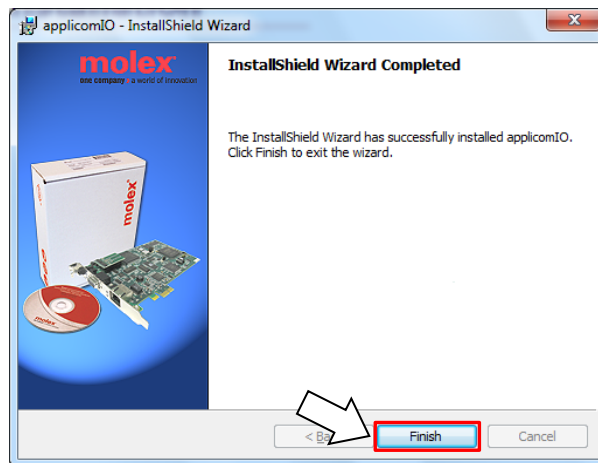 applicomIO - InstallShield Wizard
molex
one company a world of innovation
InstallShield Wizard Completed
The InstallShield Wizard has successfully installed applicomIO.
Click Finish to exit the wizard.
molex
molex
Finish
Cancel